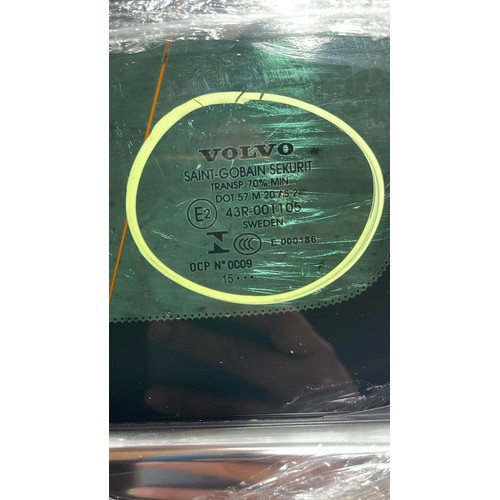 VOLVO
SAINT-GOBAIN SEKURIT
TRANSP 70% MIN
DOT 57 M 20 AS 2
E2 43R-001105
SWEDEN
CCC E 000186
OCP N° 0009
15•••